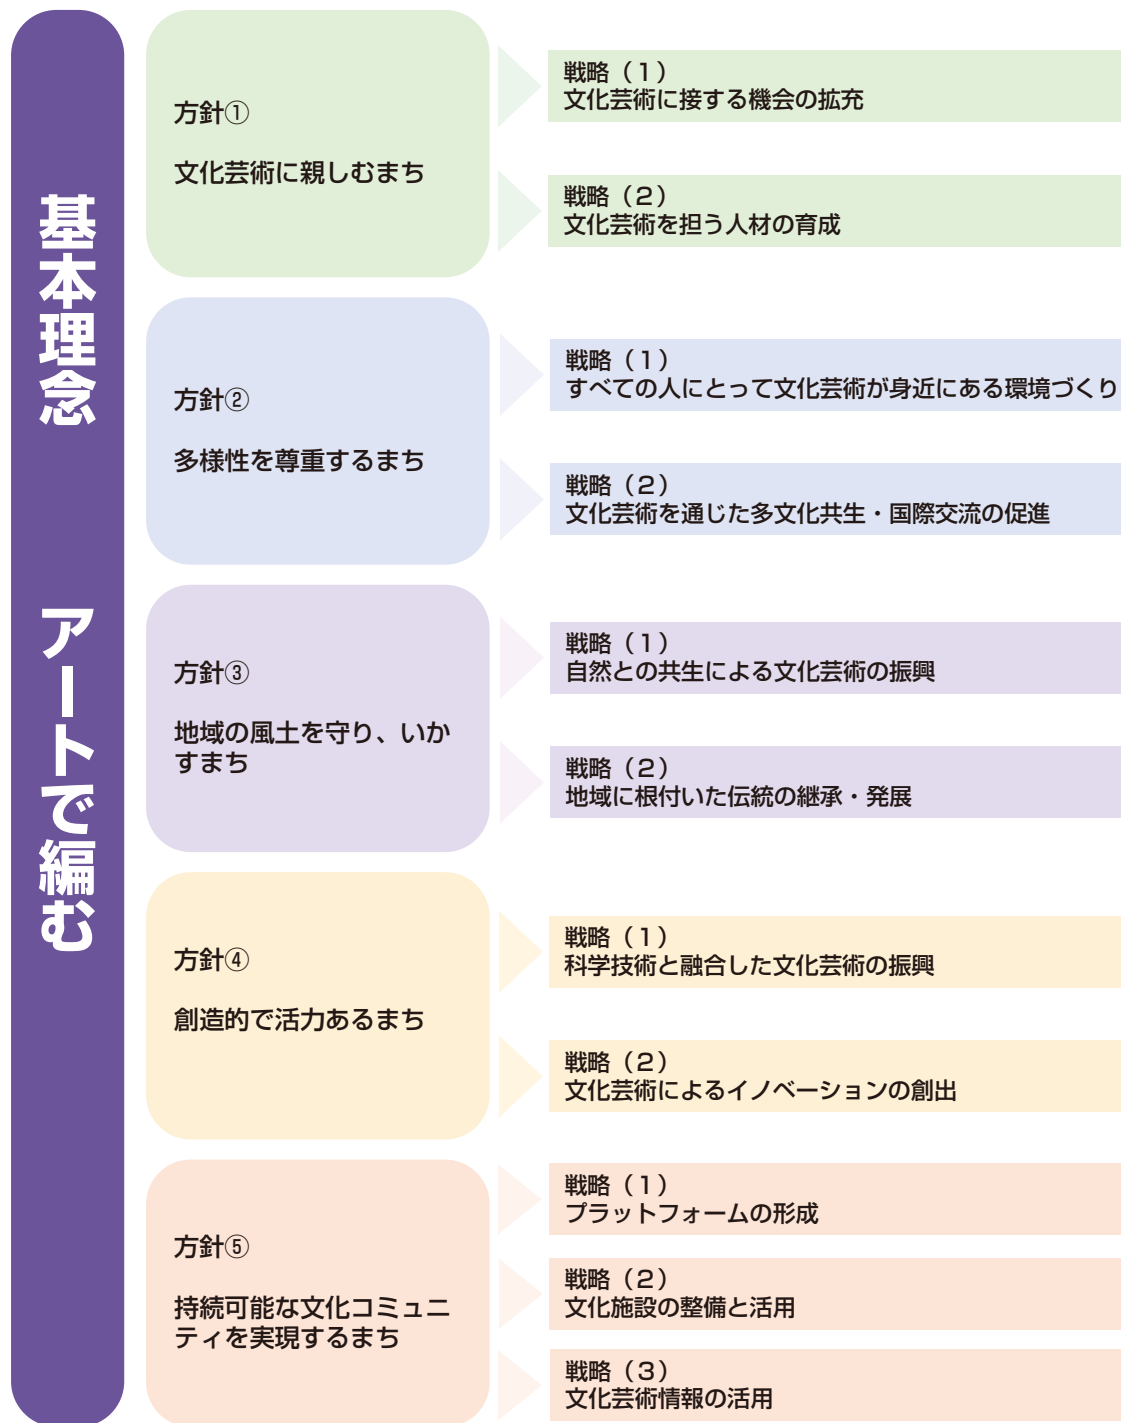 基本理念　アートで編む
方針①
文化芸術に親しむまち
戦略（１）
文化芸術に接する機会の拡充
戦略（２）
文化芸術を担う人材の育成
方針②
多様性を尊重するまち
戦略（１）
すべての人にとって文化芸術が身近にある環境づくり
戦略（２）
文化芸術を通じた多文化共生・国際交流の促進
方針③
地域の風土を守り、いか
すまち
戦略（１）
自然との共生による文化芸術の振興
戦略（２）
地域に根付いた伝統の継承・発展
方針④
創造的で活力あるまち
戦略（１）
科学技術と融合した文化芸術の振興
戦略（２）
文化芸術によるイノベーションの創出
方針⑤
持続可能な文化コミュニ
ティを実現するまち
戦略（１）
プラットフォームの形成
戦略（２）
文化施設の整備と活用
戦略（３）
文化芸術情報の活用